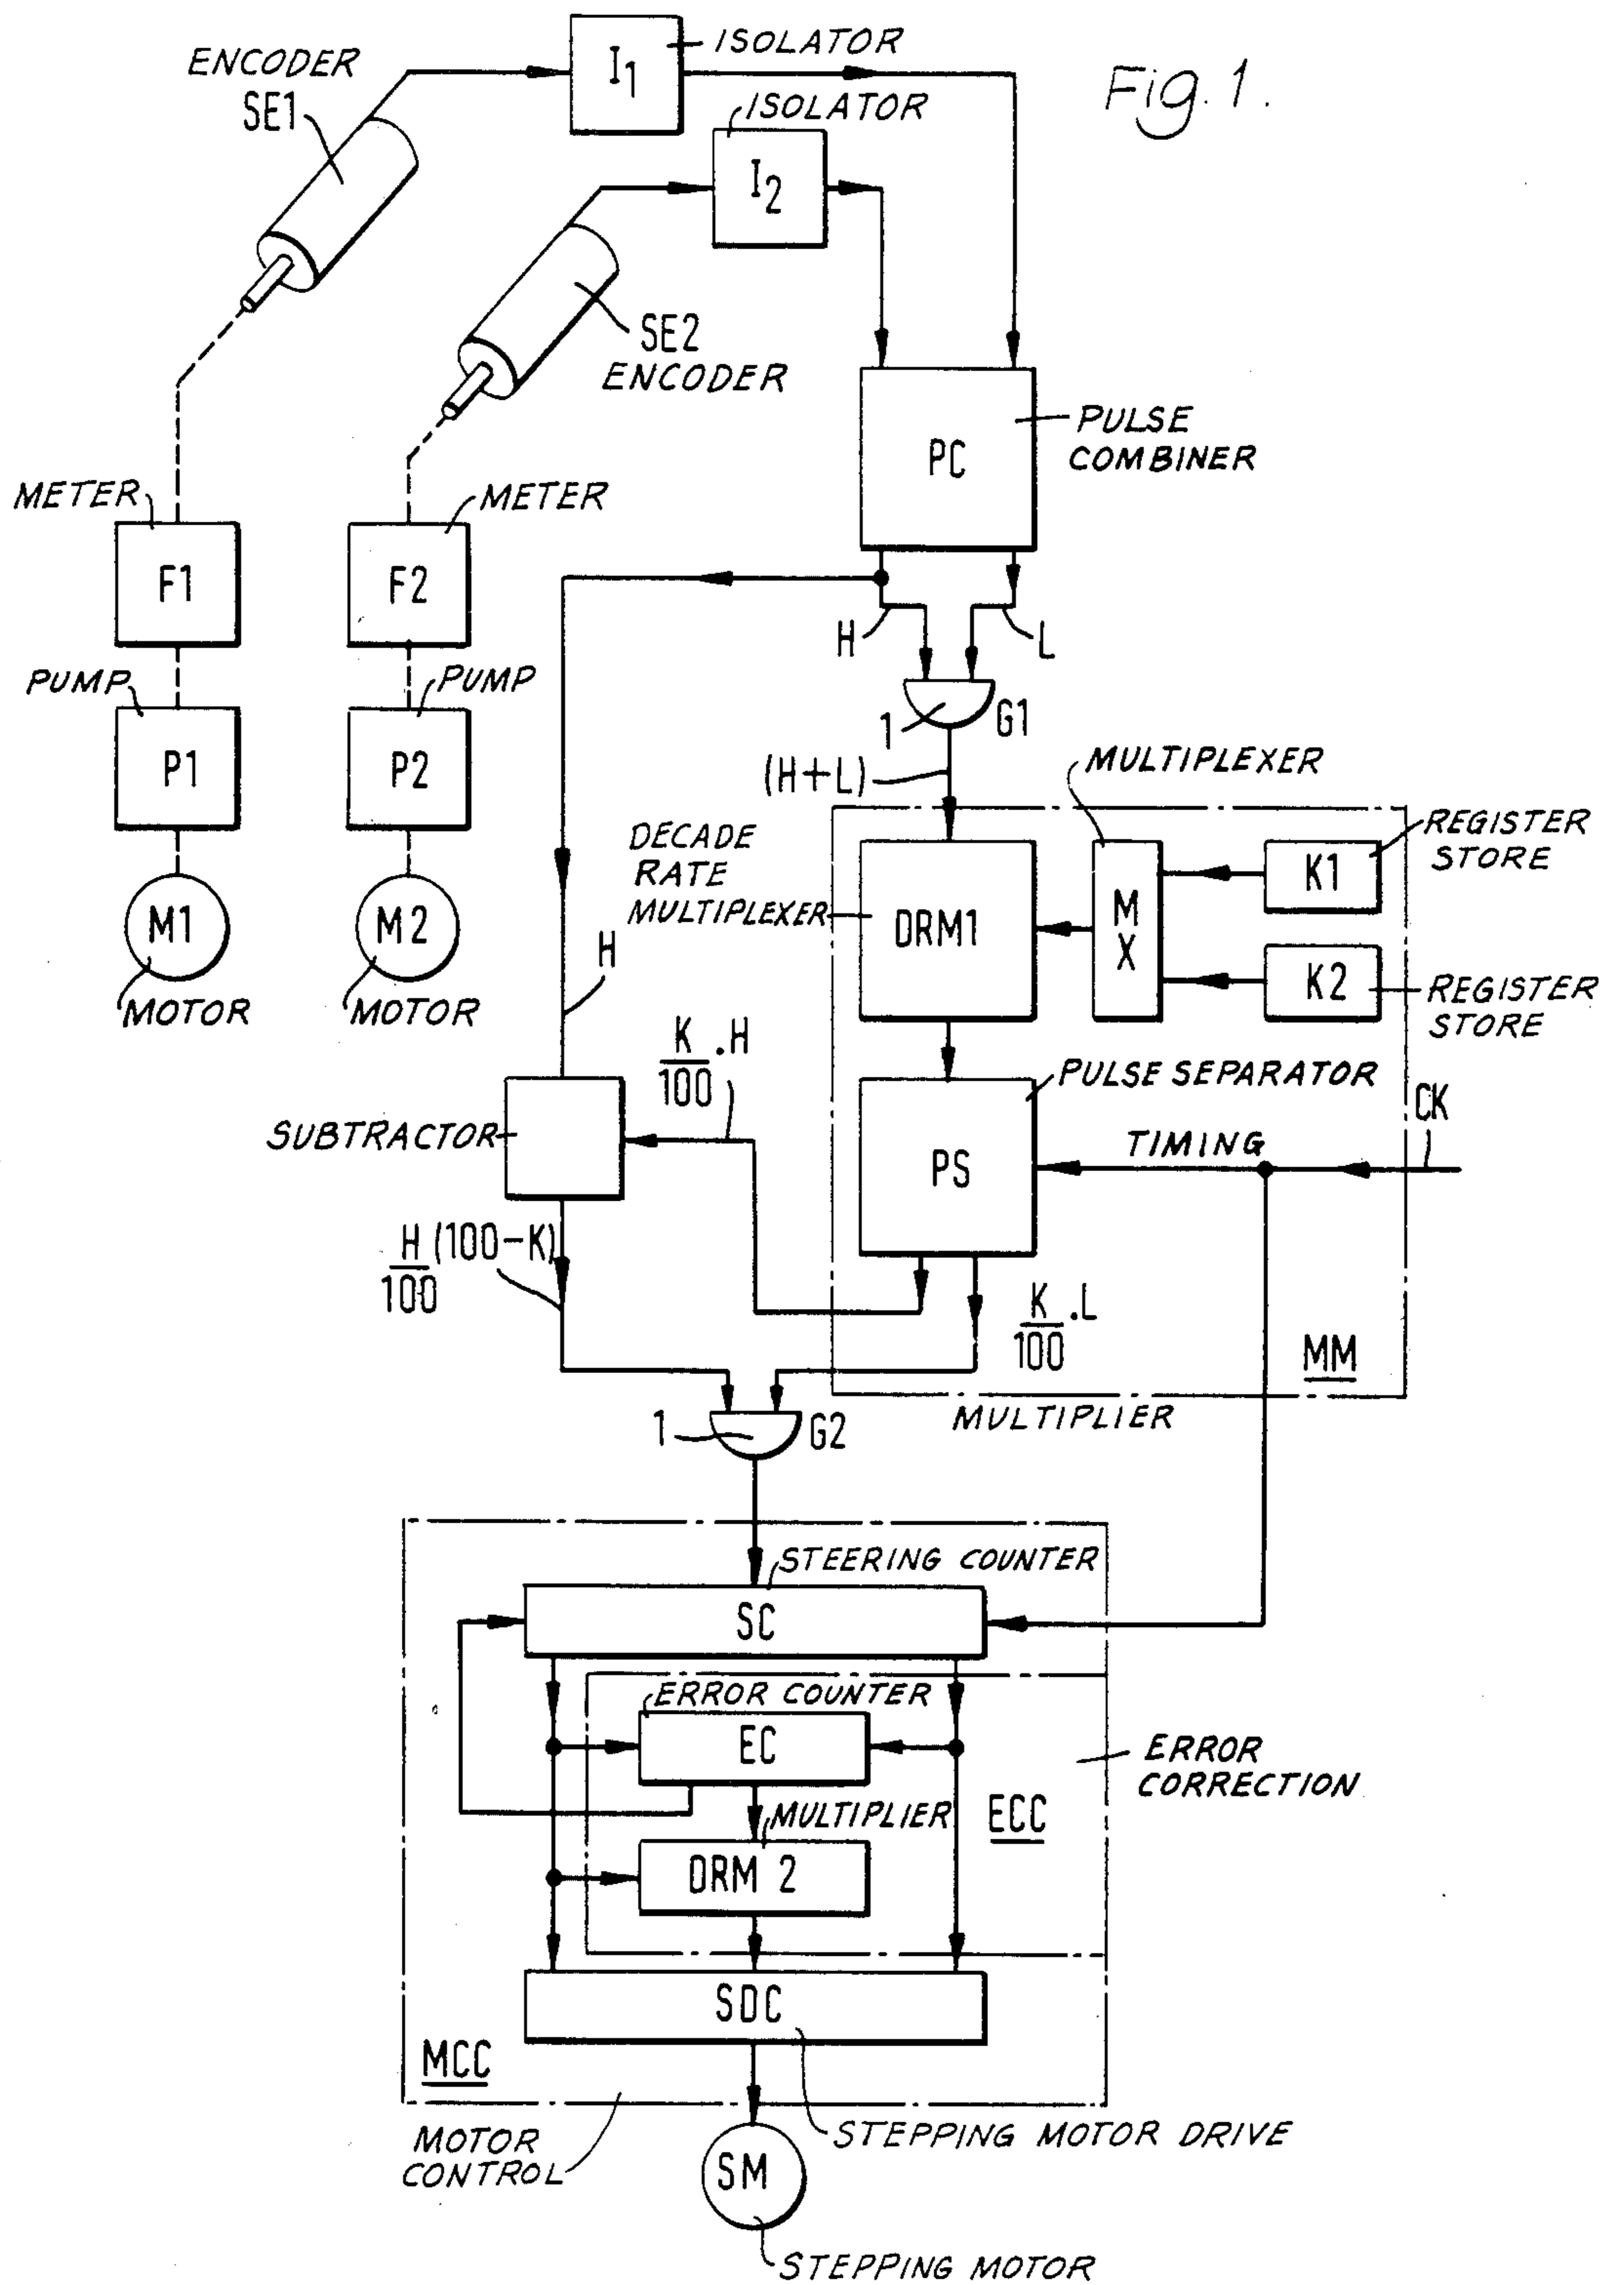 Fig. 1.
ISOLATOR
I1
ENCODER
SE1
ISOLATOR
I2
SE2
ENCODER
PULSE
COMBINER
PC
METER
F1
METER
F2
H
L
PUMP
P1
PUMP
P2
1
G1
(H+L)
MULTIPLEXER
REGISTER
STORE
K1
DECADE
RATE
MULTIPLEXER
DRM1
M
X
M1
MOTOR
M2
MOTOR
H
K2
REGISTER
STORE
K/100 .H
PULSE SEPARATOR
CK
SUBTRACTOR
TIMING
PS
H/100 (100-K)
K/100 .L
MM
MULTIPLIER
1
G2
STEERING COUNTER
SC
ERROR COUNTER
EC
ERROR
CORRECTION
ECC
MULTIPLIER
DRM 2
SDC
MCC
STEPPING MOTOR DRIVE
MOTOR
CONTROL
SM
STEPPING MOTOR